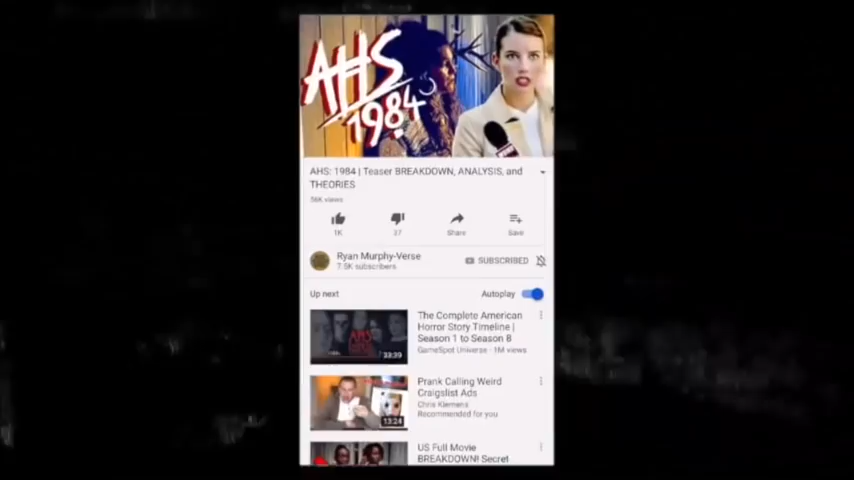 AHS
1984
AHS: 1984 | Teaser BREAKDOWN, ANALYSIS, and
THEORIES
56K views
1K
37
Share
Save
Ryan Murphy-Verse
7.5K subscribers
SUBSCRIBED
Up next
Autoplay
The Complete American
Horror Story Timeline |
Season 1 to Season 8
GameSpot Universe · 1M views
AHS
33:39
Prank Calling Weird
Craigslist Ads
Chris Klemens
Recommended for you
13:24
US Full Movie
BREAKDOWN! Secret